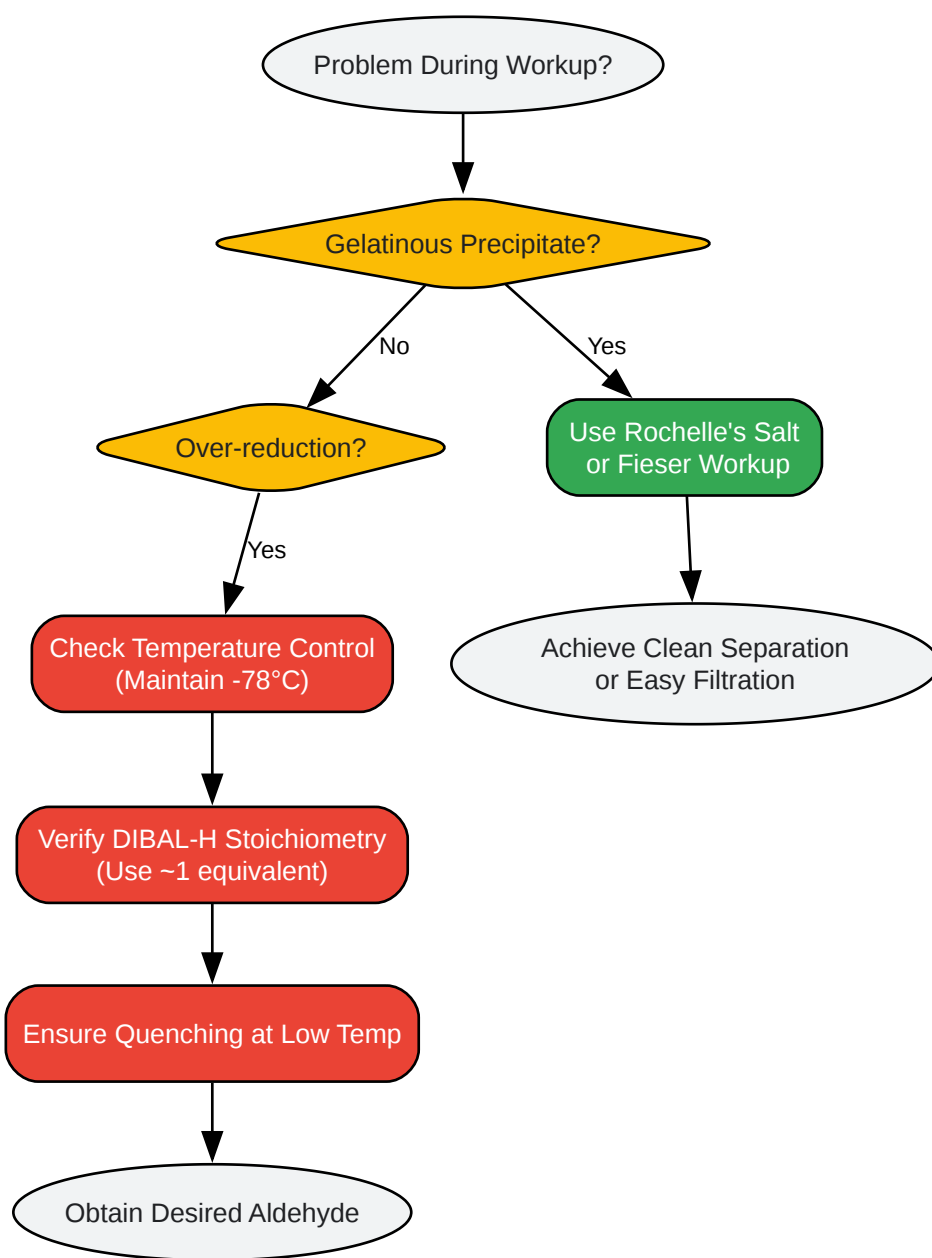 Problem During Workup?
Gelatinous Precipitate?
No
Yes
Over-reduction?
Use Rochelle's Salt
or Fieser Workup
Yes
Check Temperature Control
(Maintain -78°C)
Achieve Clean Separation
or Easy Filtration
Verify DIBAL-H Stoichiometry
(Use ~1 equivalent)
Ensure Quenching at Low Temp
Obtain Desired Aldehyde